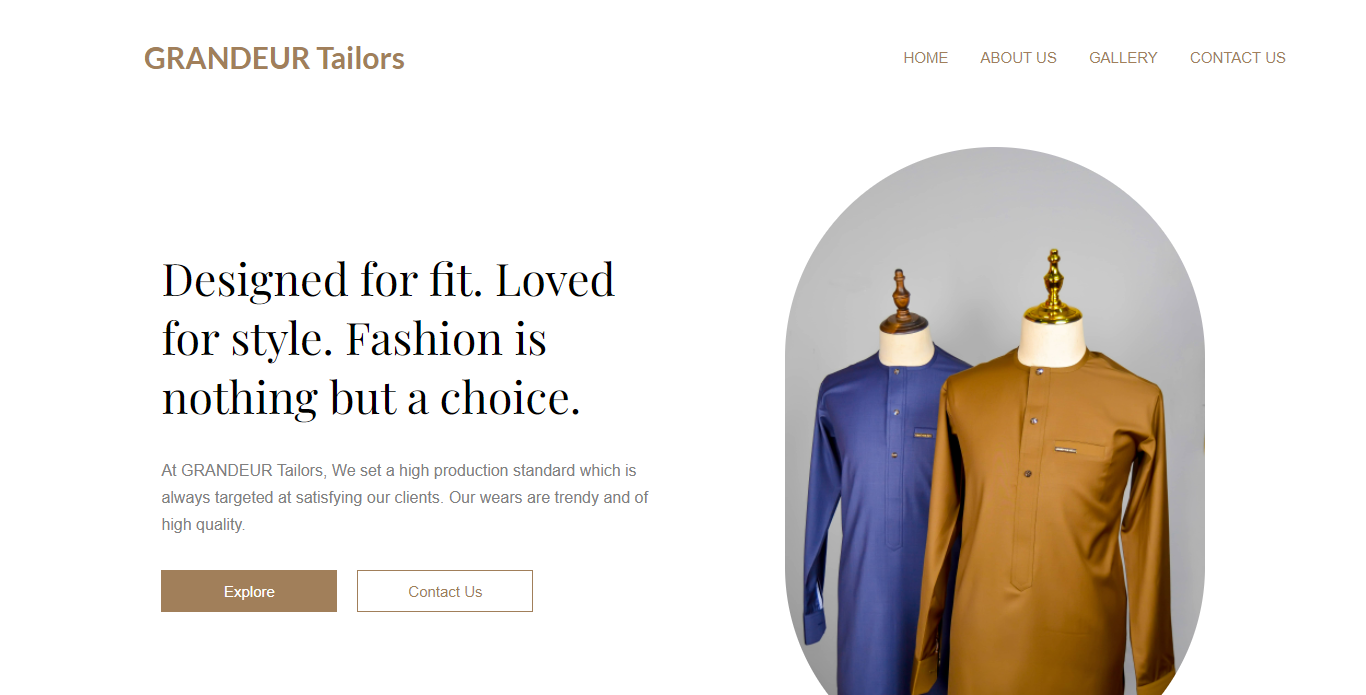 GRANDEUR Tailors
HOME
ABOUT US
GALLERY
CONTACT US
Designed for fit. Loved
for style. Fashion is
nothing but a choice.
At GRANDEUR Tailors, We set a high production standard which is
always targeted at satisfying our clients. Our wears are trendy and of
high quality.
Explore
Contact Us